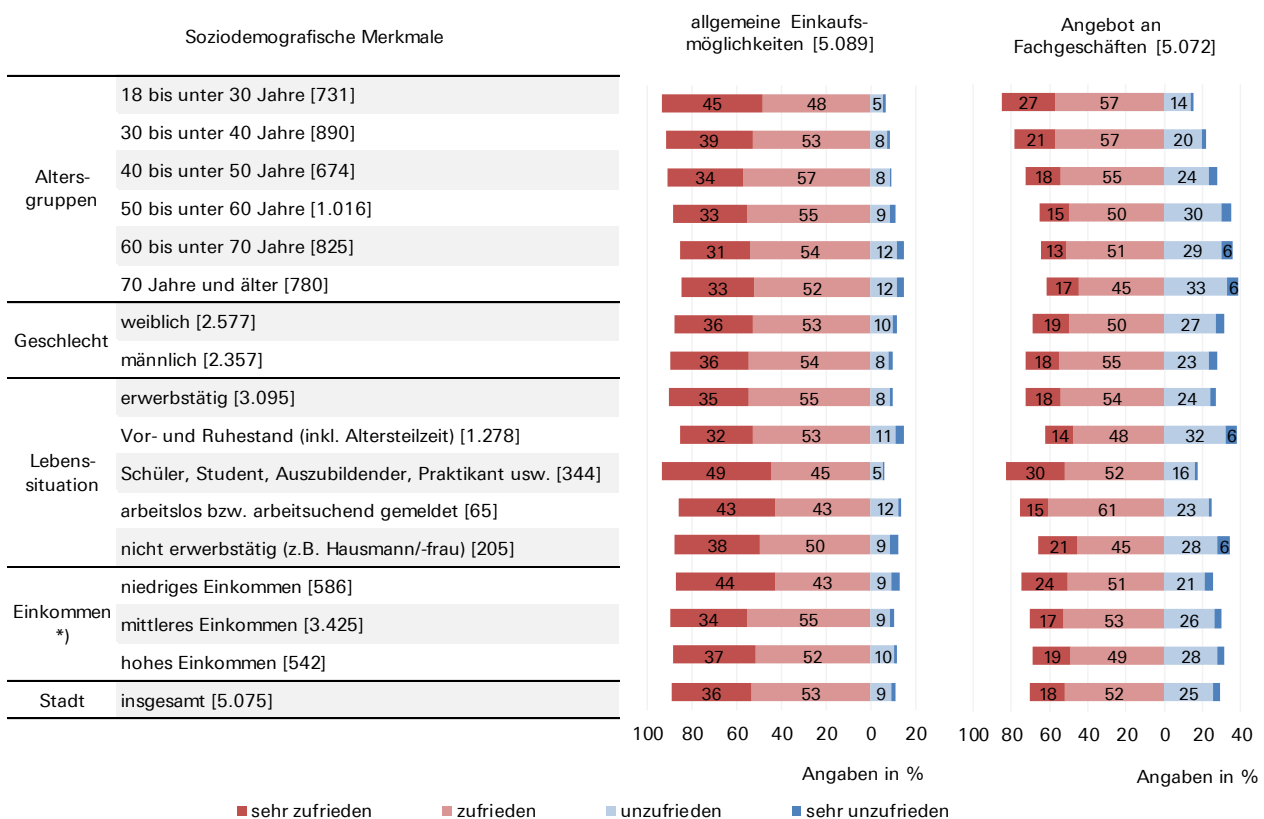 Soziodemografische Merkmale
allgemeine Einkaufs-
möglichkeiten [5.089]
Angebot an
Fachgeschäften [5.072]
Alters-
gruppen
18 bis unter 30 Jahre [731] 45 48 5 27 57 14
30 bis unter 40 Jahre [890] 39 53 8 21 57 20
40 bis unter 50 Jahre [674] 34 57 8 18 55 24
50 bis unter 60 Jahre [1.016] 33 55 9 15 50 30
60 bis unter 70 Jahre [825] 31 54 12 13 51 29 6
70 Jahre und älter [780] 33 52 12 17 45 33 6
Geschlecht
weiblich [2.577] 36 53 10 19 50 27
männlich [2.357] 36 54 8 18 55 23
Lebens-
situation
erwerbstätig [3.095] 35 55 8 18 54 24
Vor- und Ruhestand (inkl. Altersteilzeit) [1.278] 32 53 11 14 48 32 6
Schüler, Student, Auszubildender, Praktikant usw. [344] 49 45 5 30 52 16
arbeitslos bzw. arbeitsuchend gemeldet [65] 43 43 12 15 61 23
nicht erwerbstätig (z.B. Hausmann/-frau) [205] 38 50 9 21 45 28 6
Einkommen
*)
niedriges Einkommen [586] 44 43 9 24 51 21
mittleres Einkommen [3.425] 34 55 9 17 53 26
hohes Einkommen [542] 37 52 10 19 49 28
Stadt insgesamt [5.075] 36 53 9 18 52 25
100 80 60 40 20 0 20 100 80 60 40 20 0 20 40
Angaben in % Angaben in %
sehr zufrieden zufrieden unzufrieden sehr unzufrieden